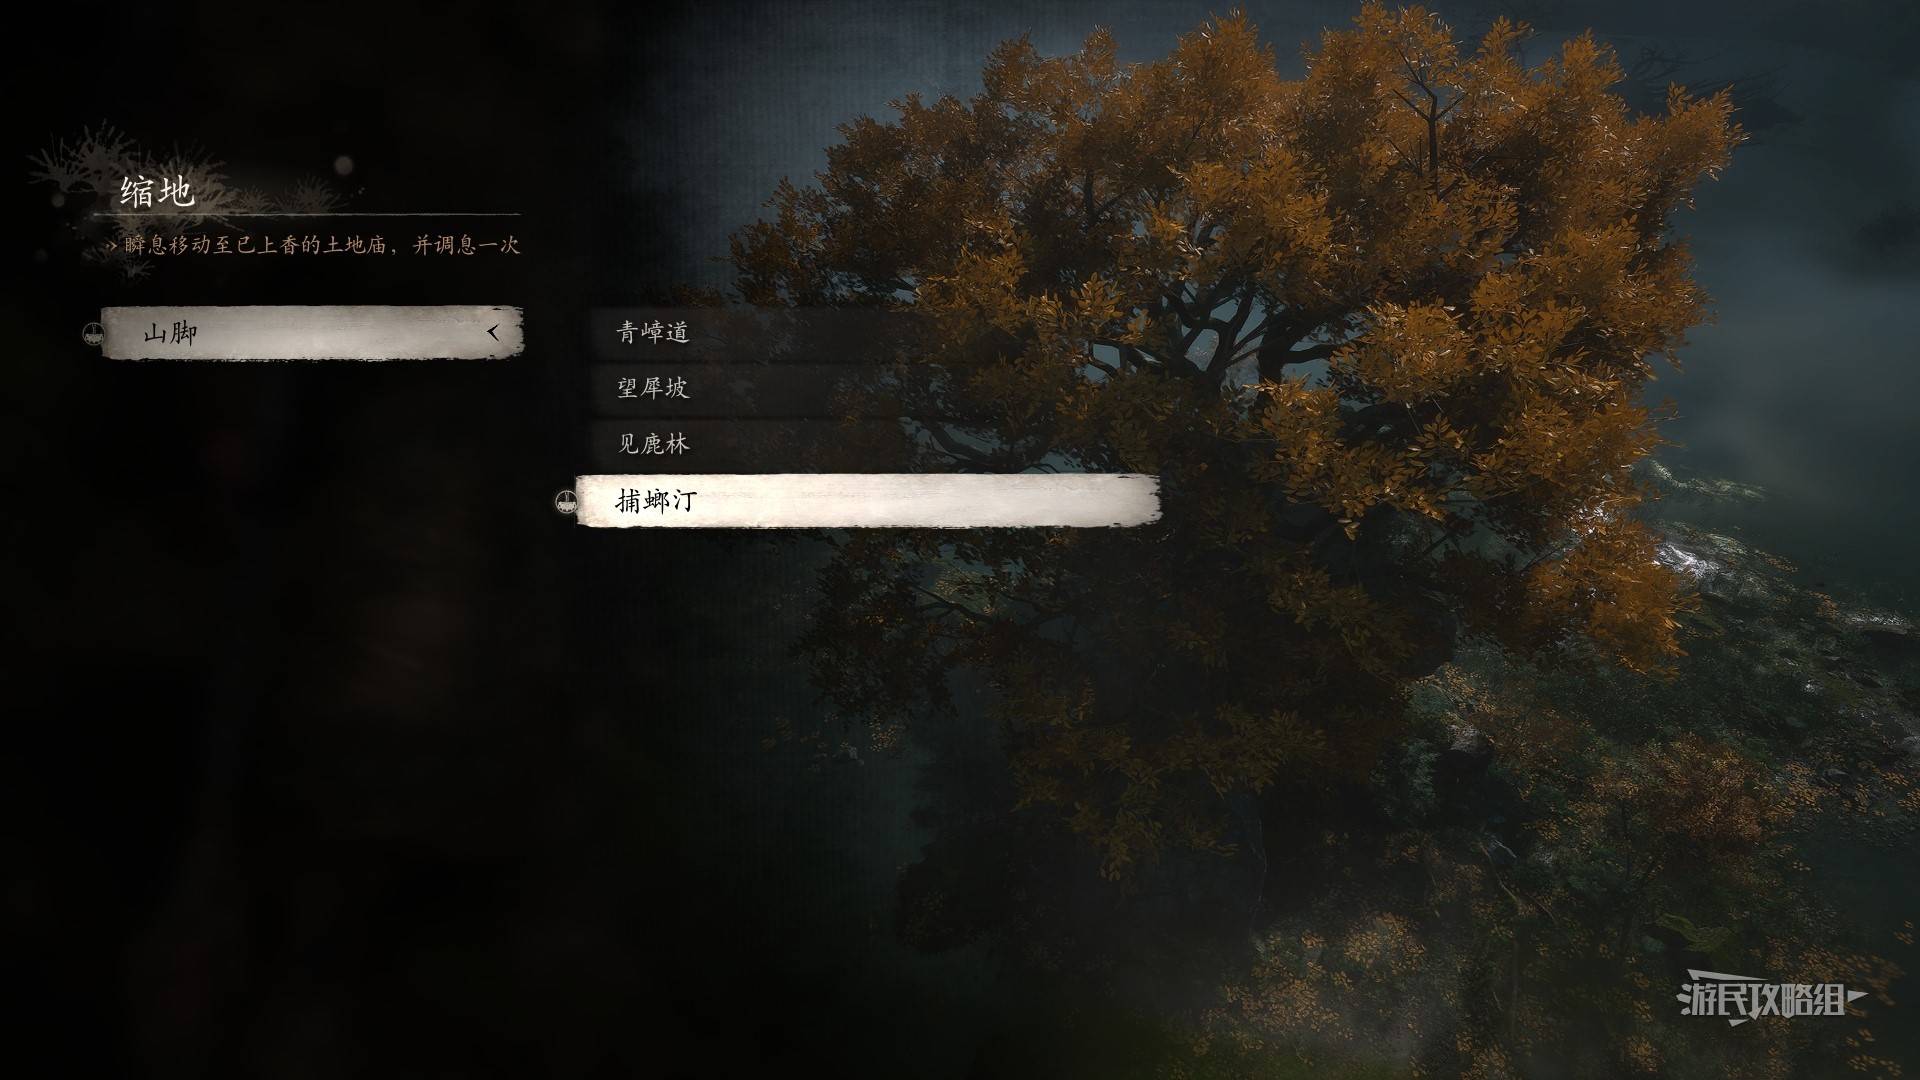 缩地
瞬息移动至已上香的土地庙，并调息一次
山脚
青嶂道
望犀坡
见鹿林
捕螂汀
游民攻略组